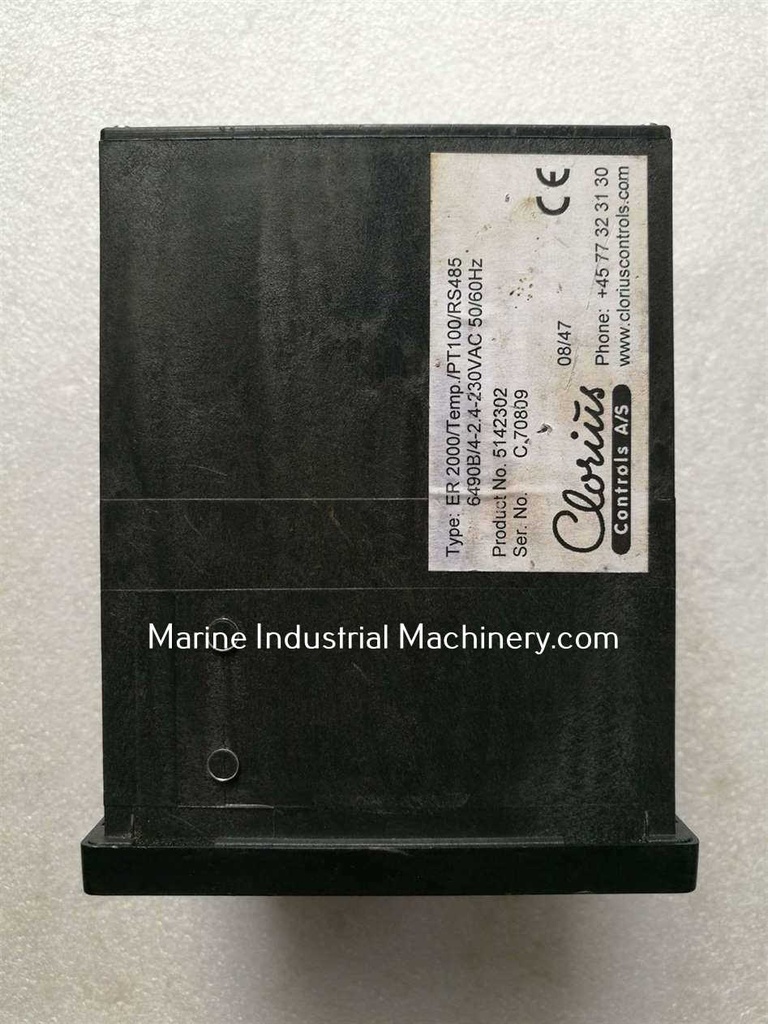 Type: ER 2000/Temp./PT100/RS485
6490B/4-2.4-230VAC 50/60Hz
Product No. 5142302
Ser. No. C.70809
08/47
CE
Clorius
Controls A/S
Phone: +45 77 32 31 30
www.cloriuscontrols.com
Marine Industrial Machinery.com